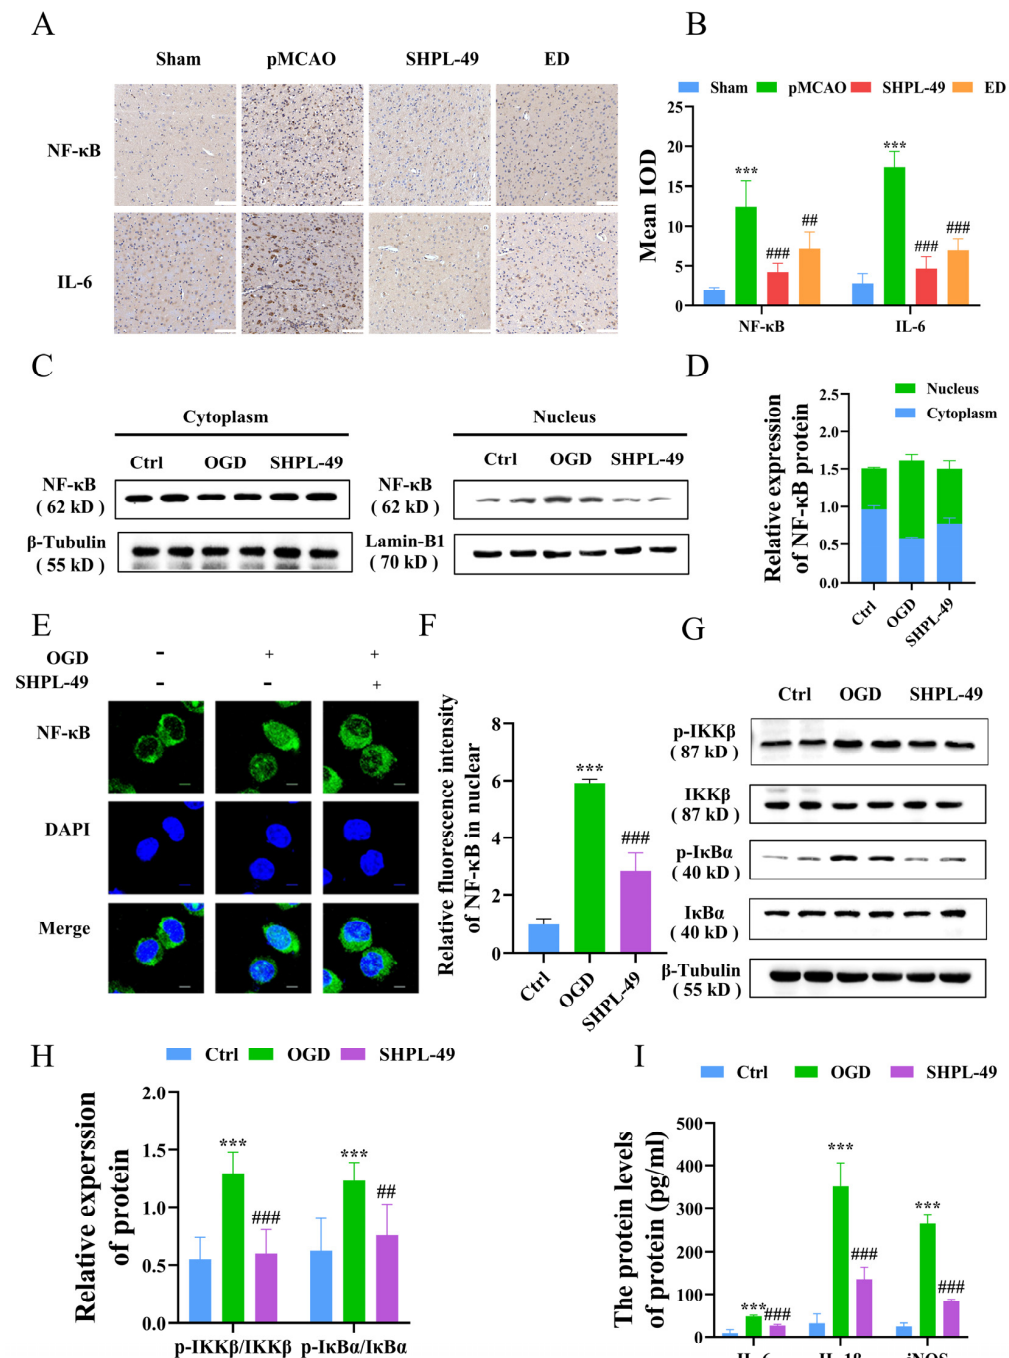 A
B
Sham pMCAO SHPL-49 ED
NF-κB
IL-6
Sham pMCAO SHPL-49 ED
Mean IOD
25
20
15
10
5
0
*** ### ##
*** ### ###
NF-κB IL-6
C
D
Cytoplasm
Ctrl OGD SHPL-49
NF-κB
( 62 kD )
β-Tubulin
( 55 kD )
Nucleus
Ctrl OGD SHPL-49
NF-κB
( 62 kD )
Lamin-B1
( 70 kD )
Nucleus
Cytoplasm
Relative expression
of NF-κB protein
2.5
2.0
1.5
1.0
0.5
0.0
Ctrl OGD SHPL-49
E
OGD - + +
SHPL-49 - - +
NF-κB
DAPI
Merge
F
Relative fluorescence intensity
of NF-κB in nuclear
8
6
4
2
0
*** ###
Ctrl OGD SHPL-49
G
Ctrl OGD SHPL-49
p-IKKβ
( 87 kD )
IKKβ
( 87 kD )
p-IκBα
( 40 kD )
IκBα
( 40 kD )
β-Tubulin
( 55 kD )
H
Ctrl OGD SHPL-49
Relative experssion
of protein
2.0
1.5
1.0
0.5
0.0
*** ###
*** ##
p-IKKβ/IKKβ p-IκBα/IκBα
I
Ctrl OGD SHPL-49
The protein levels
of protein (pg/ml)
500
400
300
200
100
0
*** ###
*** ###
*** ###